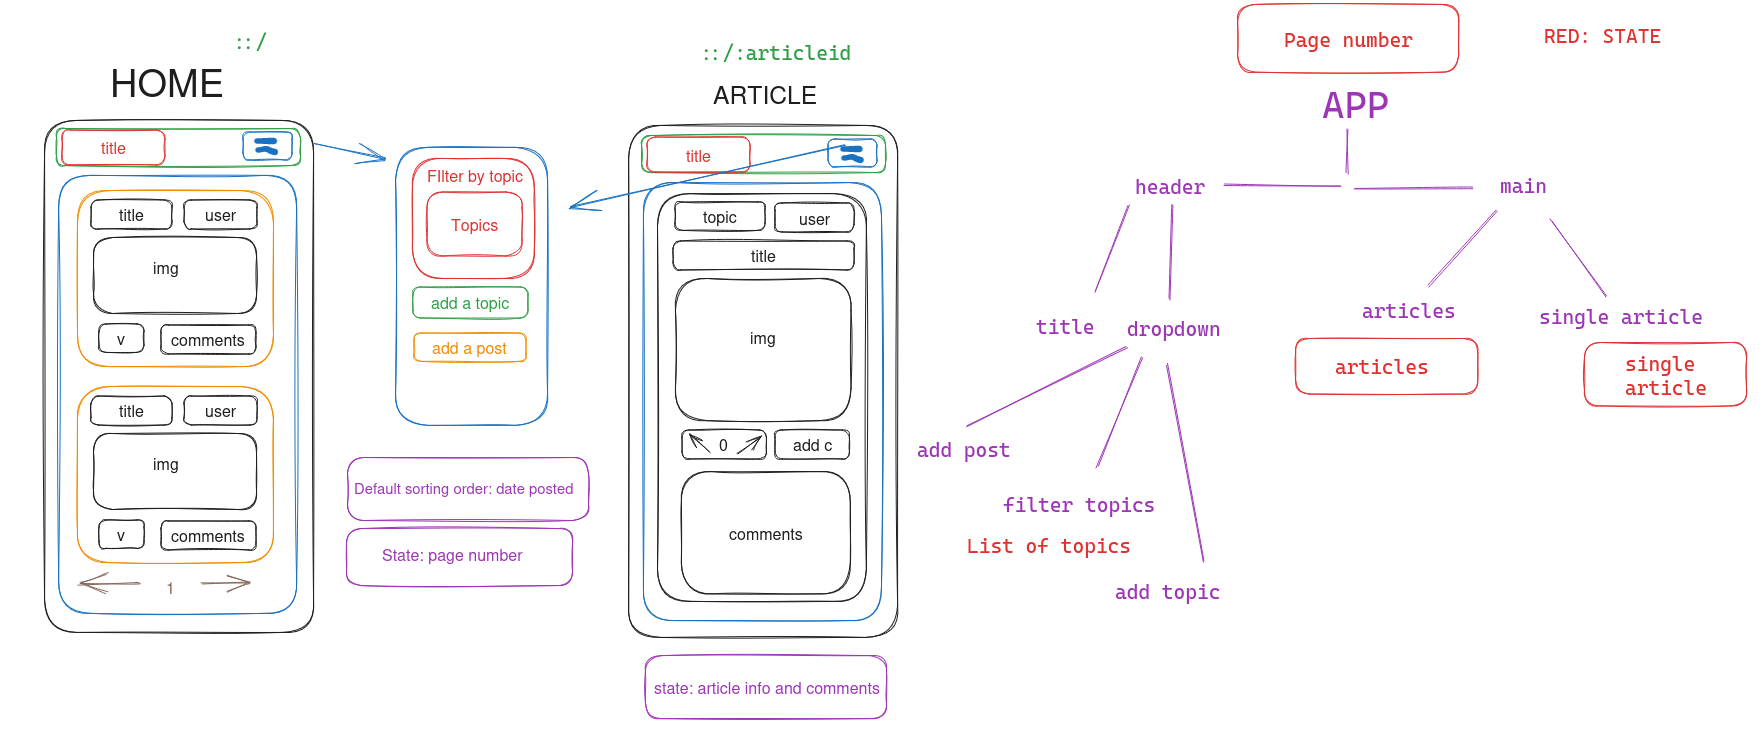 ::/
HOME
title
title
user
img
v
comments
title
user
img
v
comments
1
FIlter by topic
Topics
add a topic
add a post
Default sorting order: date posted
State: page number
::/:articleid
ARTICLE
title
topic
user
title
img
0
add c
comments
state: article info and comments
Page number
RED: STATE
APP
header
main
title
dropdown
articles
single article
articles
single
article
add post
filter topics
List of topics
add topic